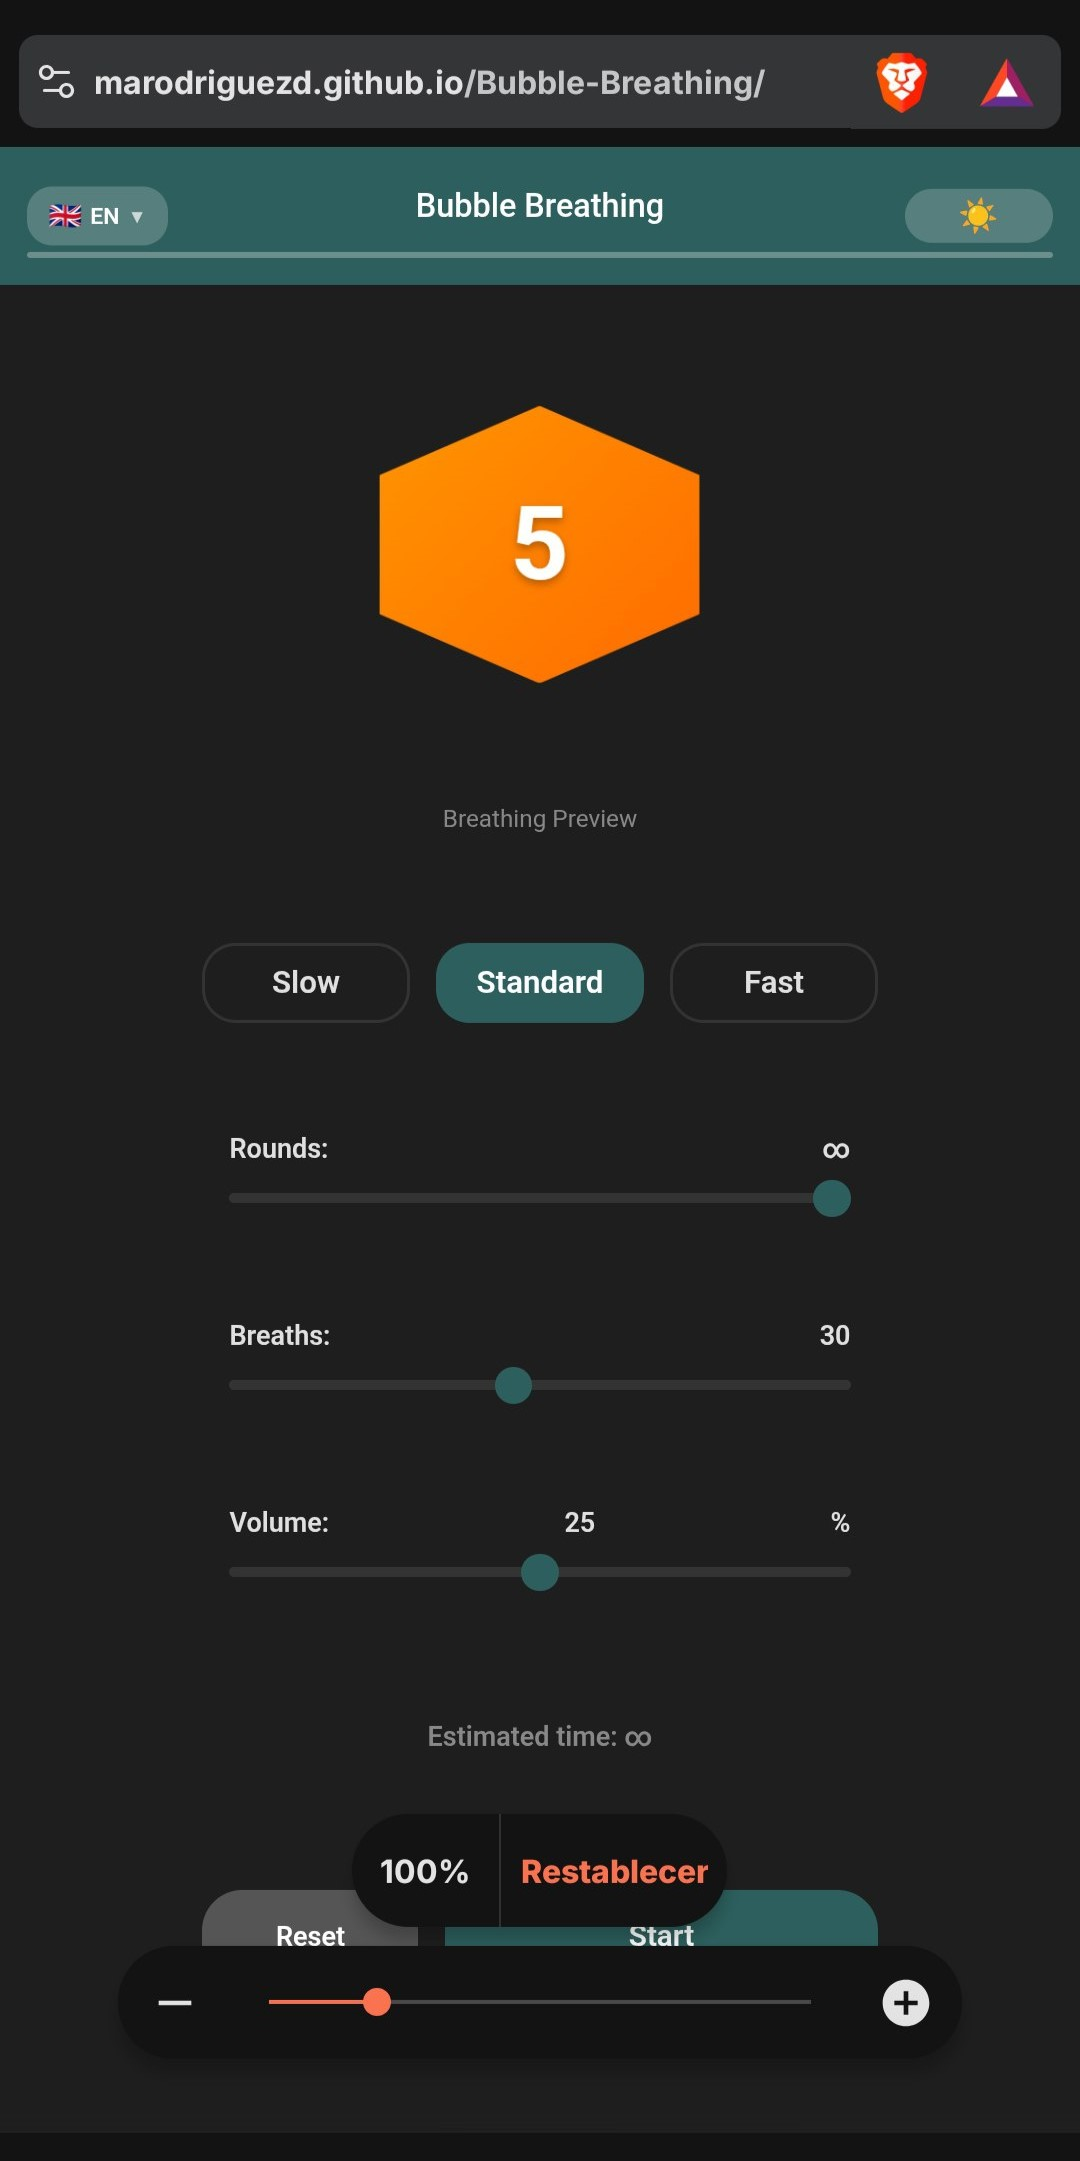 marodriguezd.github.io/Bubble-Breathing/
🇬🇧 EN ▼
Bubble Breathing
5
Breathing Preview
Slow
Standard
Fast
Rounds: ∞
Breaths: 30
Volume: 25 %
Estimated time: ∞
100%
Restablecer
Reset
Start